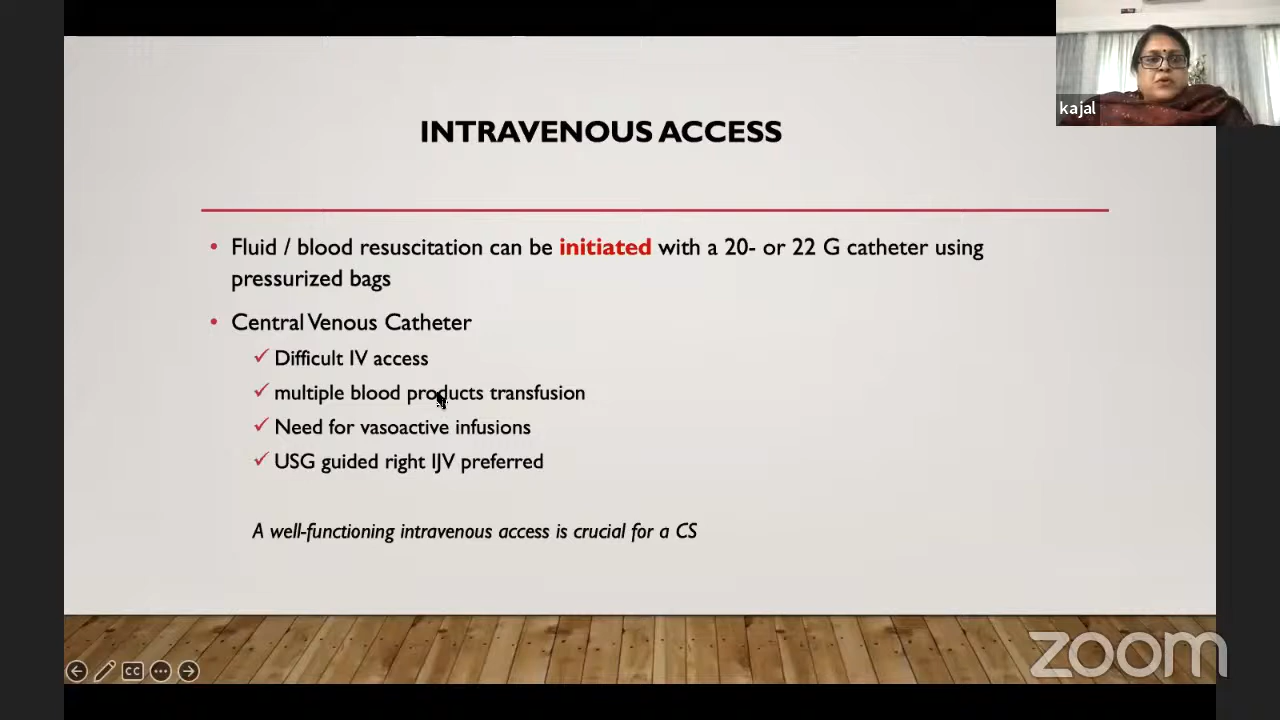 kajal
INTRAVENOUS ACCESS
• Fluid / blood resuscitation can be initiated with a 20- or 22 G catheter using
pressurized bags
• Central Venous Catheter
✓ Difficult IV access
✓ multiple blood products transfusion
✓ Need for vasoactive infusions
✓ USG guided right IJV preferred
A well-functioning intravenous access is crucial for a CS
CC
zoom